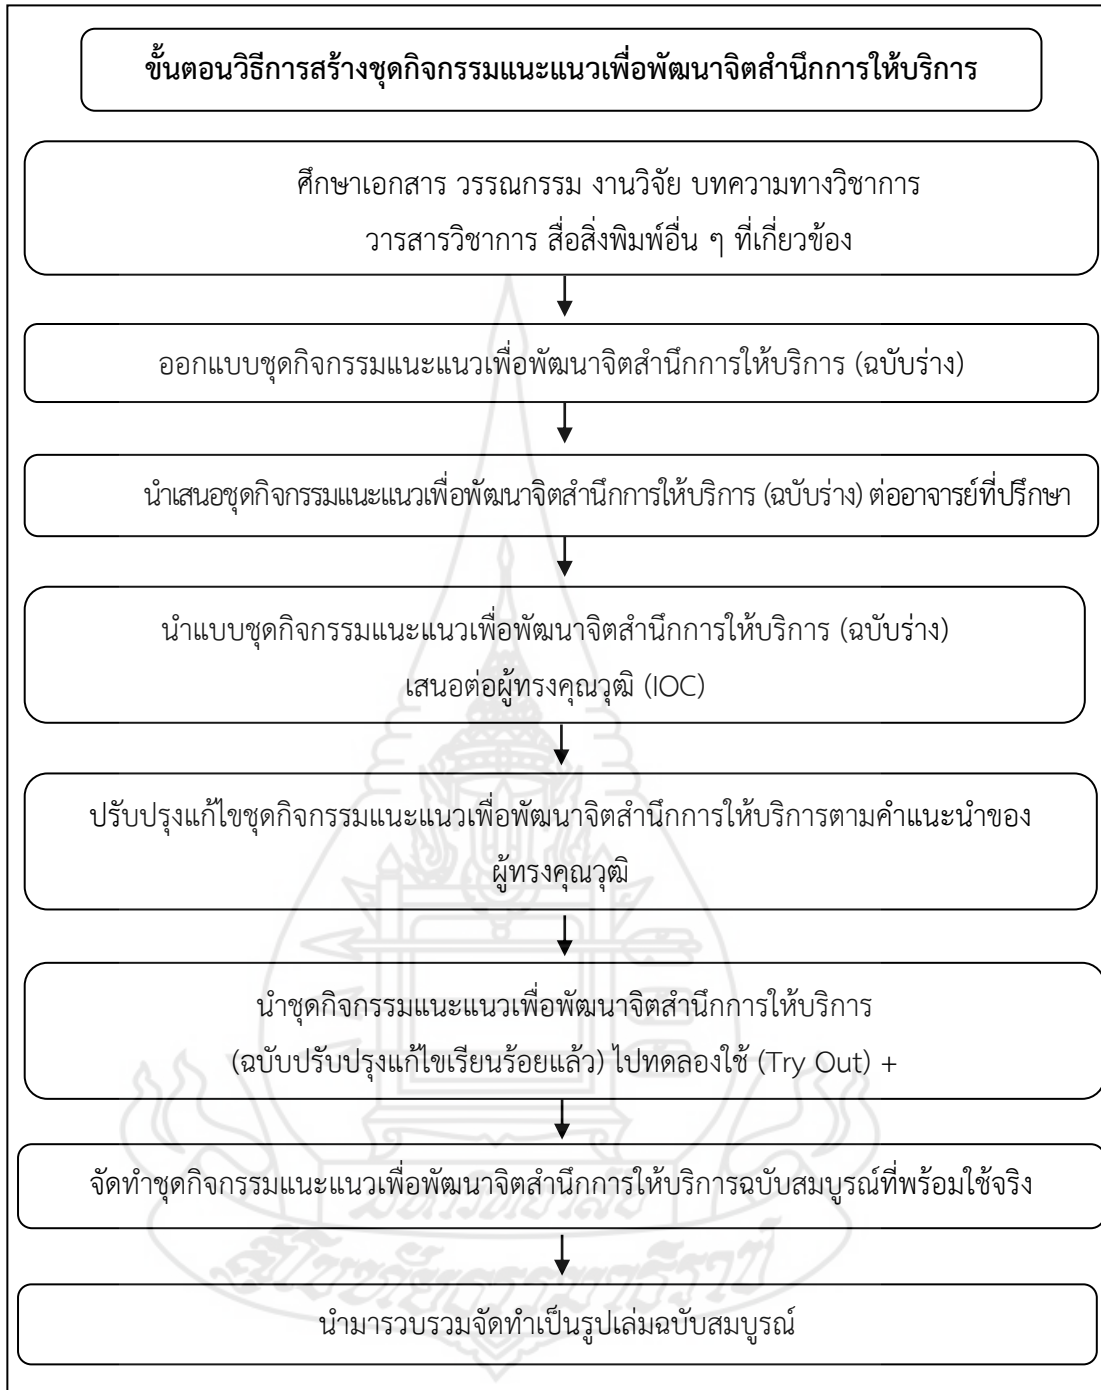 ขั้นตอนวิธีการสร้างชุดกิจกรรมแนะแนวเพื่อพัฒนาจิตสำนึกการให้บริการ
ศึกษาเอกสาร วรรณกรรม งานวิจัย บทความทางวิชาการ
วารสารวิชาการ สื่อสิ่งพิมพ์อื่น ๆ ที่เกี่ยวข้อง
ออกแบบชุดกิจกรรมแนะแนวเพื่อพัฒนาจิตสำนึกการให้บริการ (ฉบับร่าง)
นำเสนอชุดกิจกรรมแนะแนวเพื่อพัฒนาจิตสำนึกการให้บริการ (ฉบับร่าง) ต่ออาจารย์ที่ปรึกษา
นำแบบชุดกิจกรรมแนะแนวเพื่อพัฒนาจิตสำนึกการให้บริการ (ฉบับร่าง)
เสนอต่อผู้ทรงคุณวุฒิ (IOC)
ปรับปรุงแก้ไขชุดกิจกรรมแนะแนวเพื่อพัฒนาจิตสำนึกการให้บริการตามคำแนะนำของ
ผู้ทรงคุณวุฒิ
นำชุดกิจกรรมแนะแนวเพื่อพัฒนาจิตสำนึกการให้บริการ
(ฉบับปรับปรุงแก้ไขเรียนร้อยแล้ว) ไปทดลองใช้ (Try Out) +
จัดทำชุดกิจกรรมแนะแนวเพื่อพัฒนาจิตสำนึกการให้บริการฉบับสมบูรณ์ที่พร้อมใช้จริง
มหาวิทยาลัย
สุโขทัยธรรมาธิราช
นำมารวบรวมจัดทำเป็นรูปเล่มฉบับสมบูรณ์